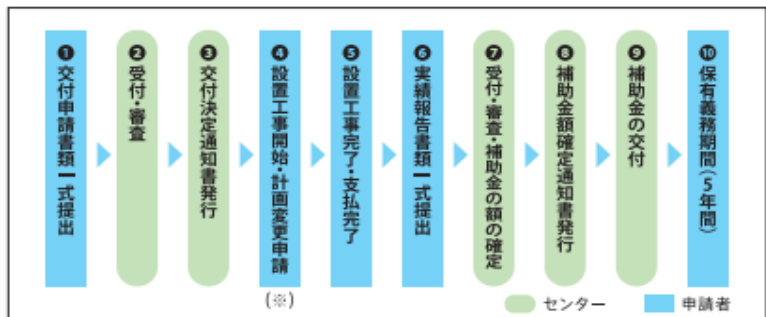 ❶交付申請書類一式提出
❷受付・審査
❸交付決定通知書発行
❹設置工事開始・計画変更申請
(※)
❺設置工事完了・支払完了
❻実績報告書類一式提出
❼受付・審査・補助金の額の確定
❽補助金額確定通知書発行
❾補助金の交付
❿保有義務期間(5年間)
センター
申請者